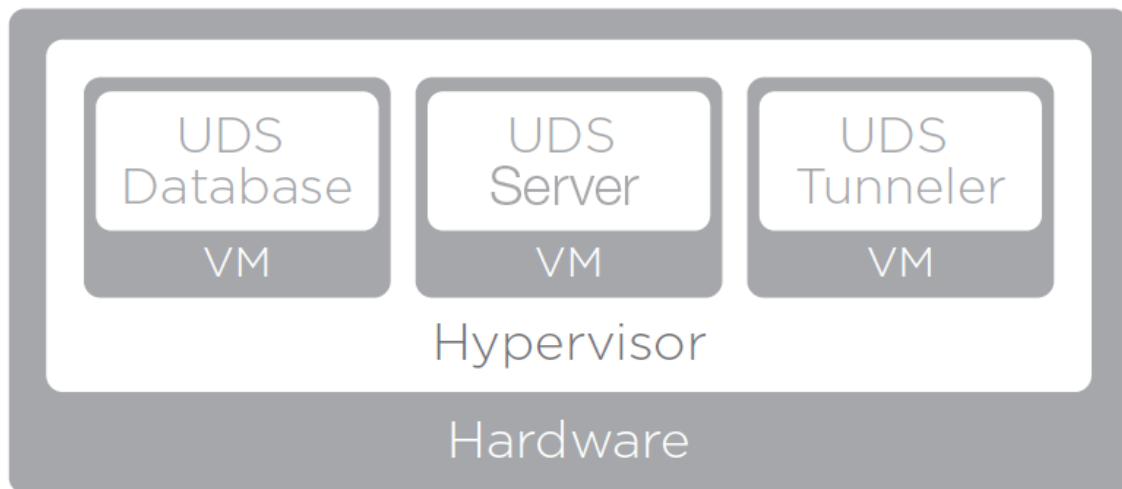 UDS
Database
VM
UDS
Server
VM
UDS
Tunneler
VM
Hypervisor
Hardware